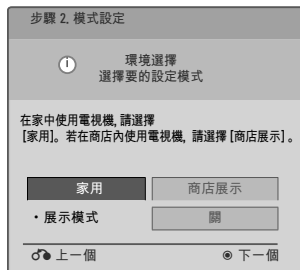 步驟 2. 模式設定
環境選擇
選擇要的設定模式
在家中使用電視機, 請選擇
[家用]。若在商店內使用電視機, 請選擇 [商店展示] 。
家用 商店展示
・展示模式 關
上一個 ◉ 下一個